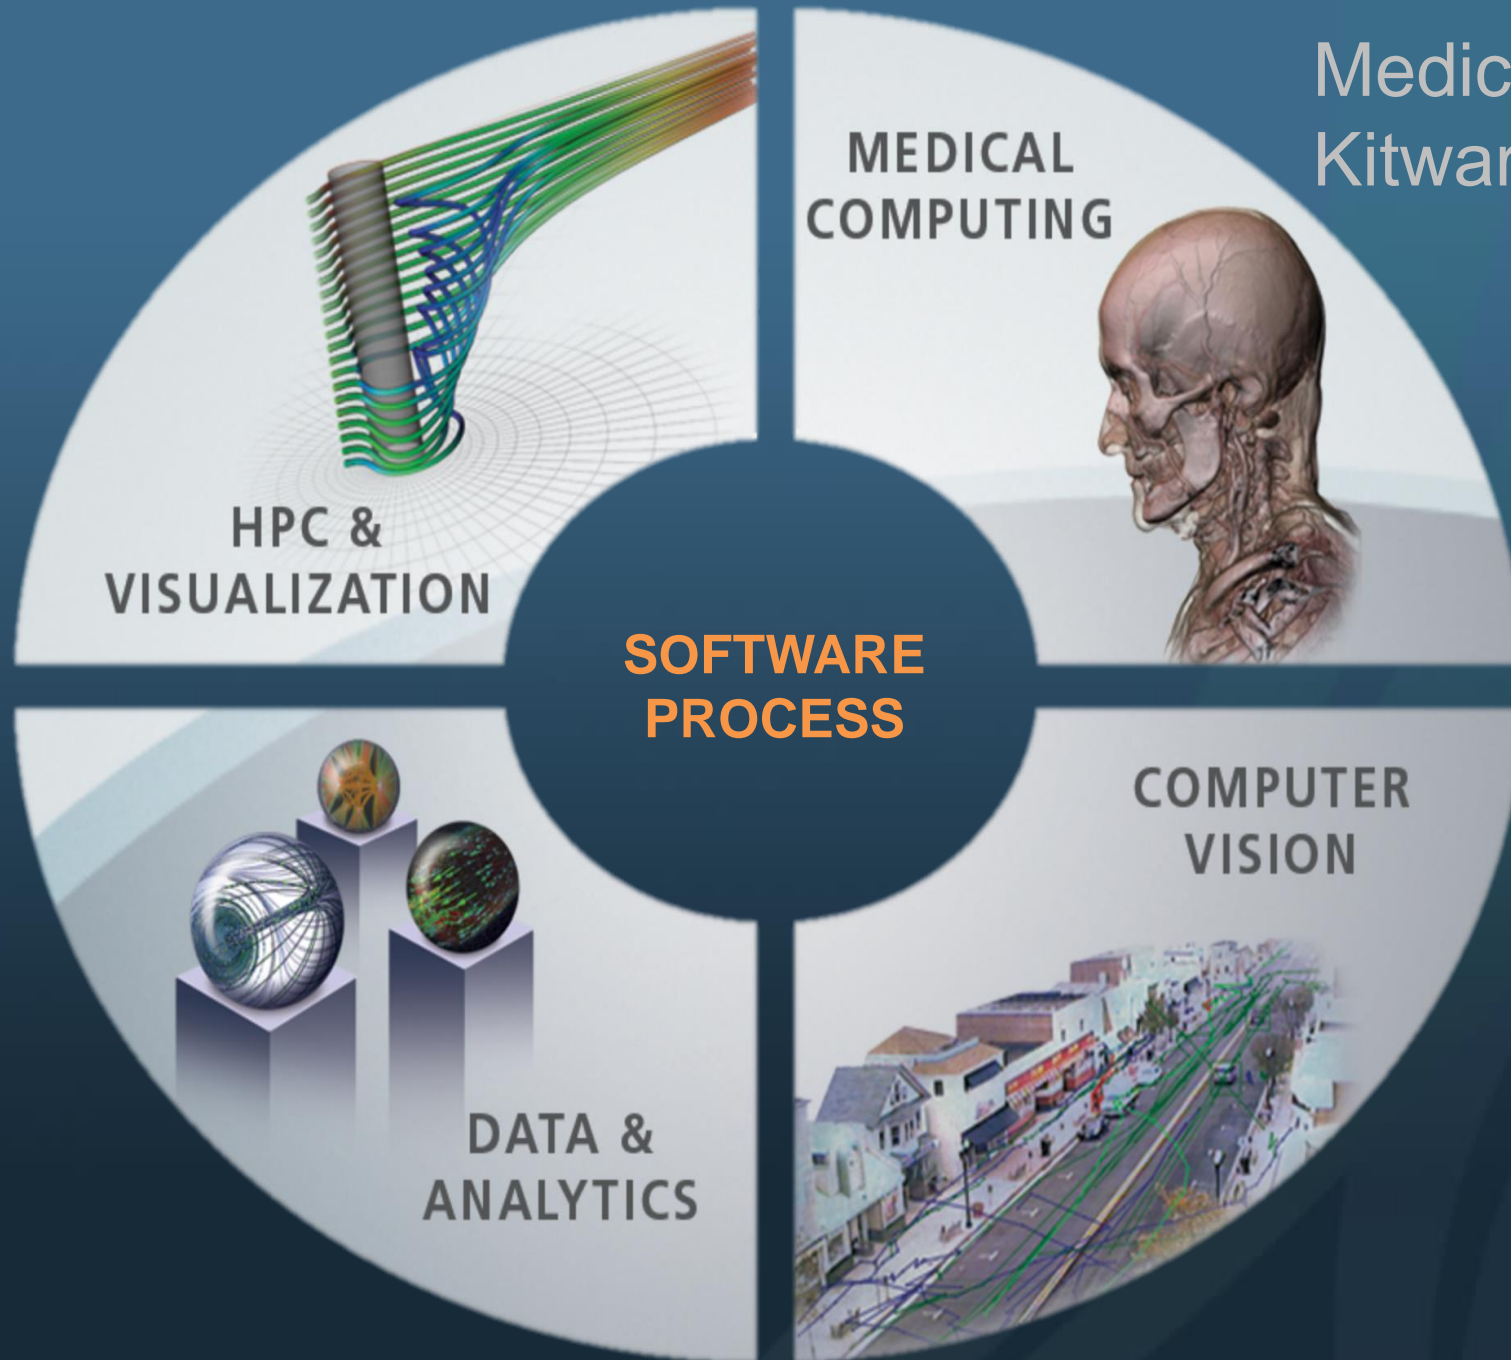 Medic
Kitwar
MEDICAL
COMPUTING
HPC &
VISUALIZATION
SOFTWARE
PROCESS
COMPUTER
VISION
DATA &
ANALYTICS